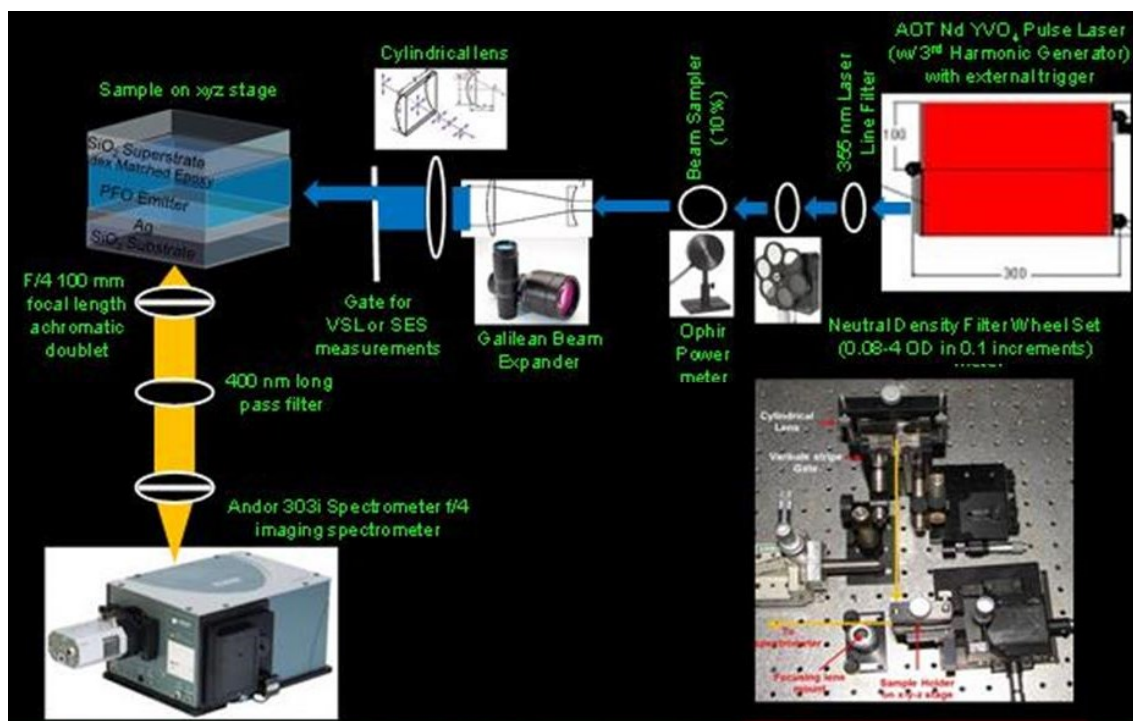 AOT Nd YVO₄ Pulse Laser
(w/ 3rd Harmonic Generator)
with external trigger
Cylindrical lens
Sample on xyz stage
Beam Sampler
(10%)
355 nm Laser
Line Filter
100
300
SiO₂ Superstrate
dex Matched Epoxy
PFO Emitter
Ag
SiO₂ Substrate
F/4 100 mm
focal length
achromatic
doublet
Gate for
VSL or SES
measurements
Galilean Beam
Expander
Ophir
Power
meter
Neutral Density Filter Wheel Set
(0.08-4 OD in 0.1 increments)
400 nm long
pass filter
Andor 303i Spectrometer f/4
imaging spectrometer
Cylindrical
Lens
Varibale stripe
Gate
To
spectrometer
Focusing lens
mount
Sample Holder
on x-y-z stage